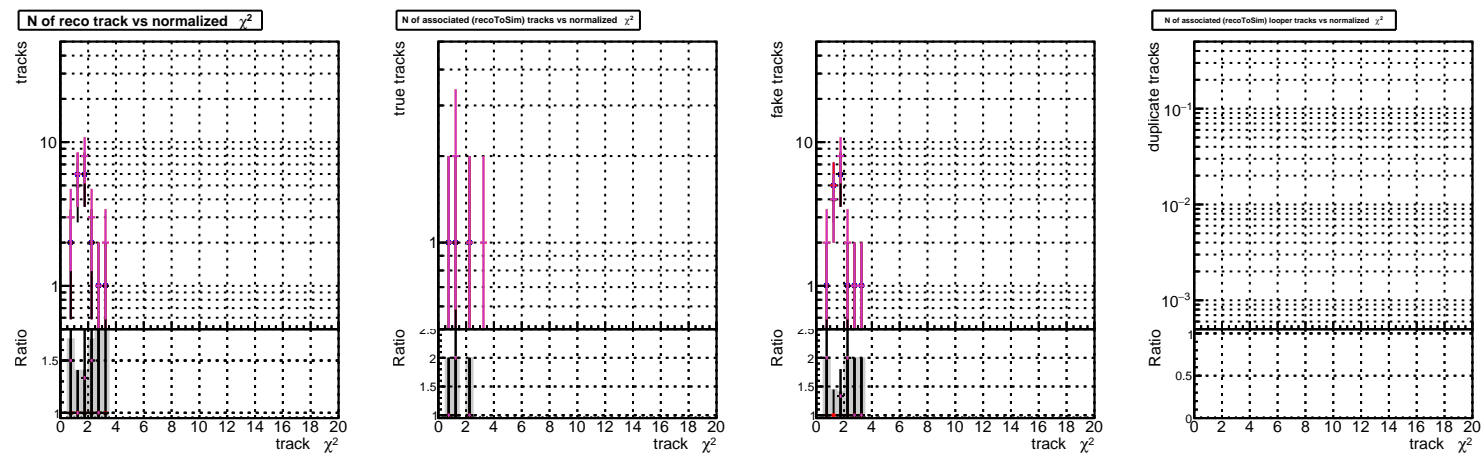 N of reco track vs normalized χ²
tracks
10
1
Ratio
1.5
1
0 2 4 6 8 10 12 14 16 18 20
track χ²
N of associated (recoToSim) tracks vs normalized χ²
true tracks
1
Ratio
2.5
2
1.5
1
0 2 4 6 8 10 12 14 16 18 20
track χ²
fake tracks
10
1
Ratio
2.5
2
1.5
1
0 2 4 6 8 10 12 14 16 18 20
track χ²
N of associated (recoToSim) looper tracks vs normalized χ²
duplicate tracks
10⁻¹
10⁻²
10⁻³
Ratio
1
0.5
0
0 2 4 6 8 10 12 14 16 18 20
track χ²